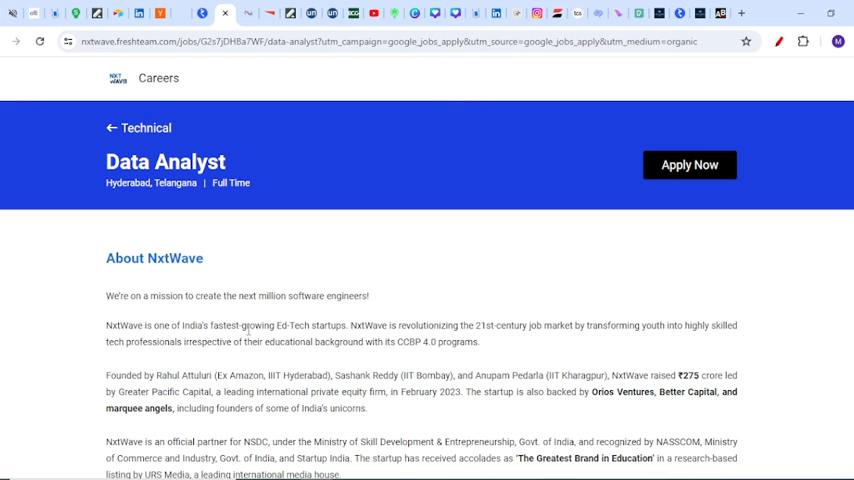 nxtwave.freshteam.com/jobs/G2s7jDHBa7WF/data-analyst?utm_campaign=google_jobs_apply&utm_source=google_jobs_apply&utm_medium=organic
NXT WAVE Careers
← Technical
Data Analyst
Hyderabad, Telangana | Full Time
Apply Now
About NxtWave
We're on a mission to create the next million software engineers!
NxtWave is one of India's fastest-growing Ed-Tech startups. NxtWave is revolutionizing the 21st-century job market by transforming youth into highly skilled
tech professionals irrespective of their educational background with its CCBP 4.0 programs.
Founded by Rahul Attuluri (Ex Amazon, IIIT Hyderabad), Sashank Reddy (IIT Bombay), and Anupam Pedarla (IIT Kharagpur), NxtWave raised ₹275 crore led
by Greater Pacific Capital, a leading international private equity firm, in February 2023. The startup is also backed by Orios Ventures, Better Capital, and
marquee angels, including founders of some of India's unicorns.
NxtWave is an official partner for NSDC, under the Ministry of Skill Development & Entrepreneurship, Govt. of India, and recognized by NASSCOM, Ministry
of Commerce and Industry, Govt. of India, and Startup India. The startup has received accolades as 'The Greatest Brand in Education' in a research-based
listing by URS Media, a leading international media house.